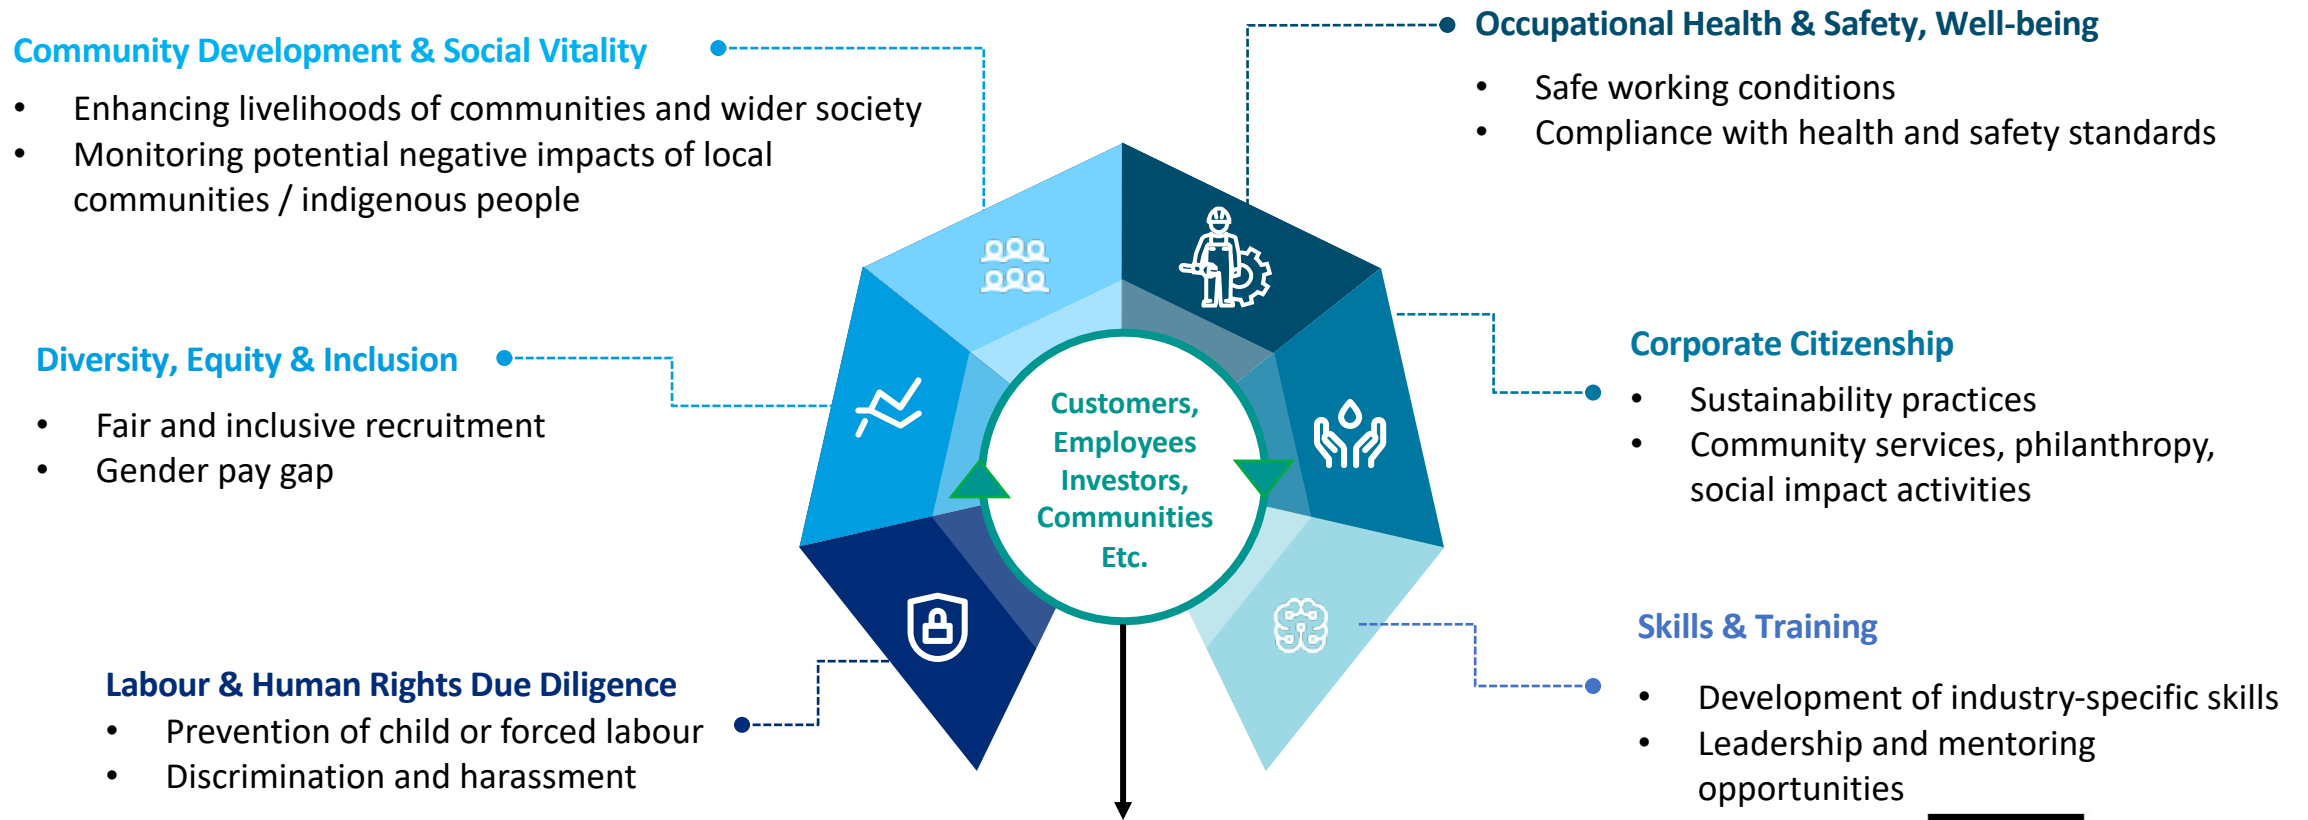 Community Development & Social Vitality
• Enhancing livelihoods of communities and wider society
• Monitoring potential negative impacts of local
communities / indigenous people
Diversity, Equity & Inclusion
• Fair and inclusive recruitment
• Gender pay gap
Labour & Human Rights Due Diligence
• Prevention of child or forced labour
• Discrimination and harassment
Customers,
Employees
Investors,
Communities
Etc.
Occupational Health & Safety, Well-being
• Safe working conditions
• Compliance with health and safety standards
Corporate Citizenship
• Sustainability practices
• Community services, philanthropy,
social impact activities
Skills & Training
• Development of industry-specific skills
• Leadership and mentoring
opportunities